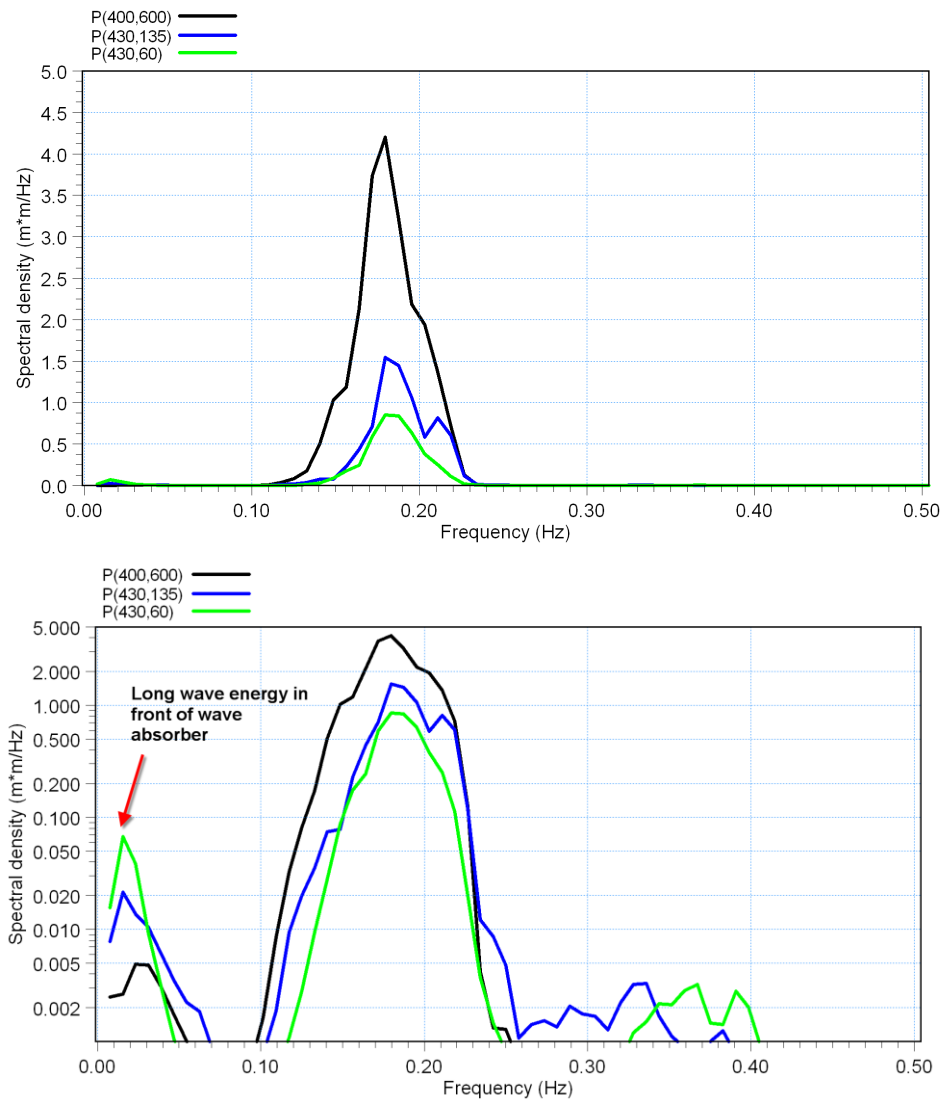 P(400,600)
P(430,135)
P(430,60)
5.0
4.5
4.0
3.5
3.0
2.5
2.0
1.5
1.0
0.5
0.0
Spectral density (m*m/Hz)
0.00 0.10 0.20 0.30 0.40 0.50
Frequency (Hz)
P(400,600)
P(430,135)
P(430,60)
5.000
2.000
1.000
0.500
0.200
0.100
0.050
0.020
0.010
0.005
0.002
Spectral density (m*m/Hz)
Long wave energy in
front of wave
absorber
0.00 0.10 0.20 0.30 0.40 0.50
Frequency (Hz)